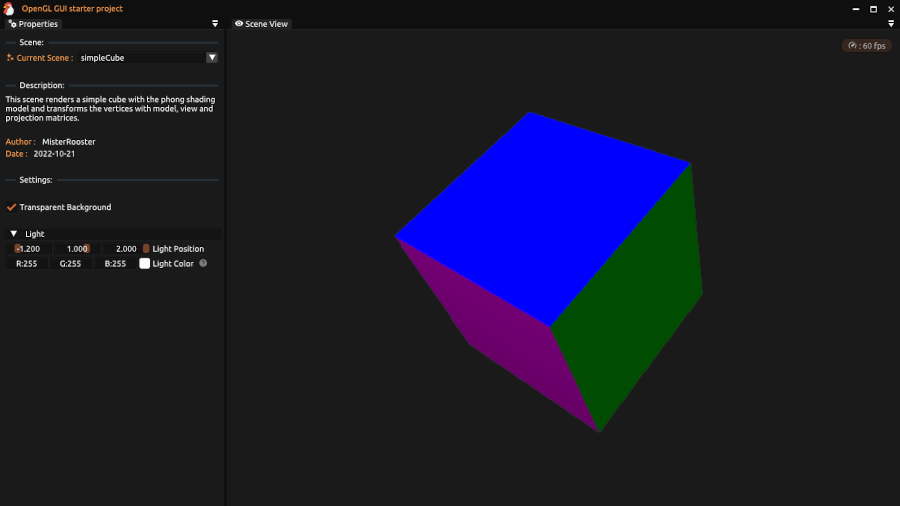 OpenGL GUI starter project
Properties
Scene View
Scene:
: 60 fps
Current Scene : simpleCube
Description:
This scene renders a simple cube with the phong shading
model and transforms the vertices with model, view and
projection matrices.
Author : MisterRooster
Date : 2022-10-21
Settings:
Transparent Background
Light
-1.200 1.000 2.000 Light Position
R:255 G:255 B:255 Light Color ?